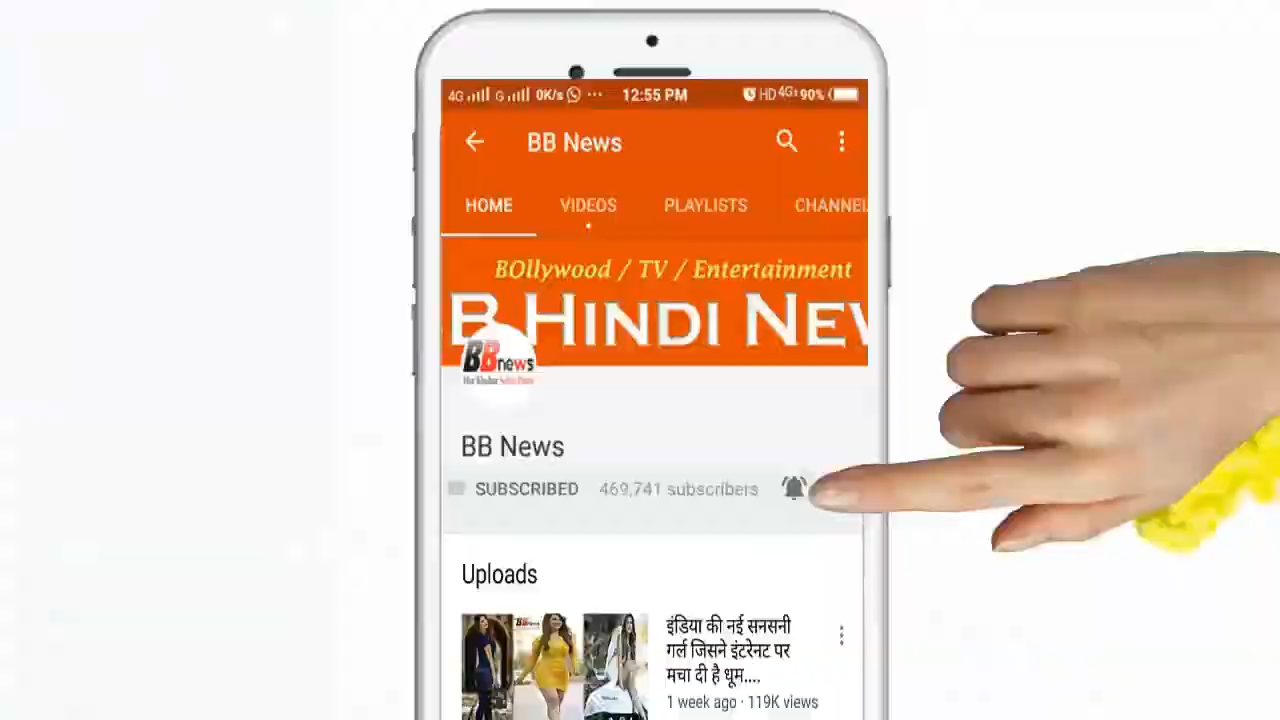 4G G 0K/s ... 12:55 PM HD 4G 90%
BB News
HOME VIDEOS PLAYLISTS CHANNEL
BOllywood / TV / Entertainment
B HINDI NEW
BBnews
BB News
SUBSCRIBED 469,741 subscribers
Uploads
इंडिया की नई सनसनी
गर्ल जिसने इंटरनेट पर
मचा दी है धूम....
1 week ago · 119K views